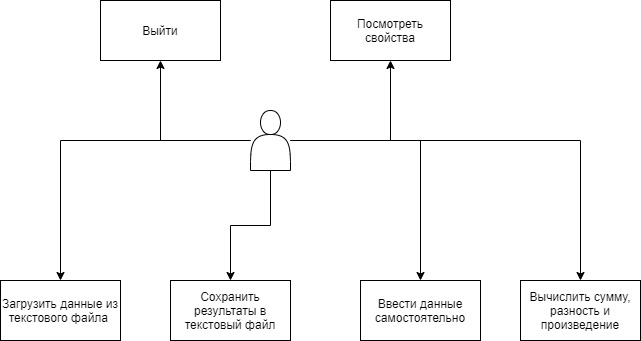 Выйти
Посмотреть
свойства
Загрузить данные из
текстового файла
Сохранить
результаты в
текстовый файл
Ввести данные
самостоятельно
Вычислить сумму,
разность и
произведение